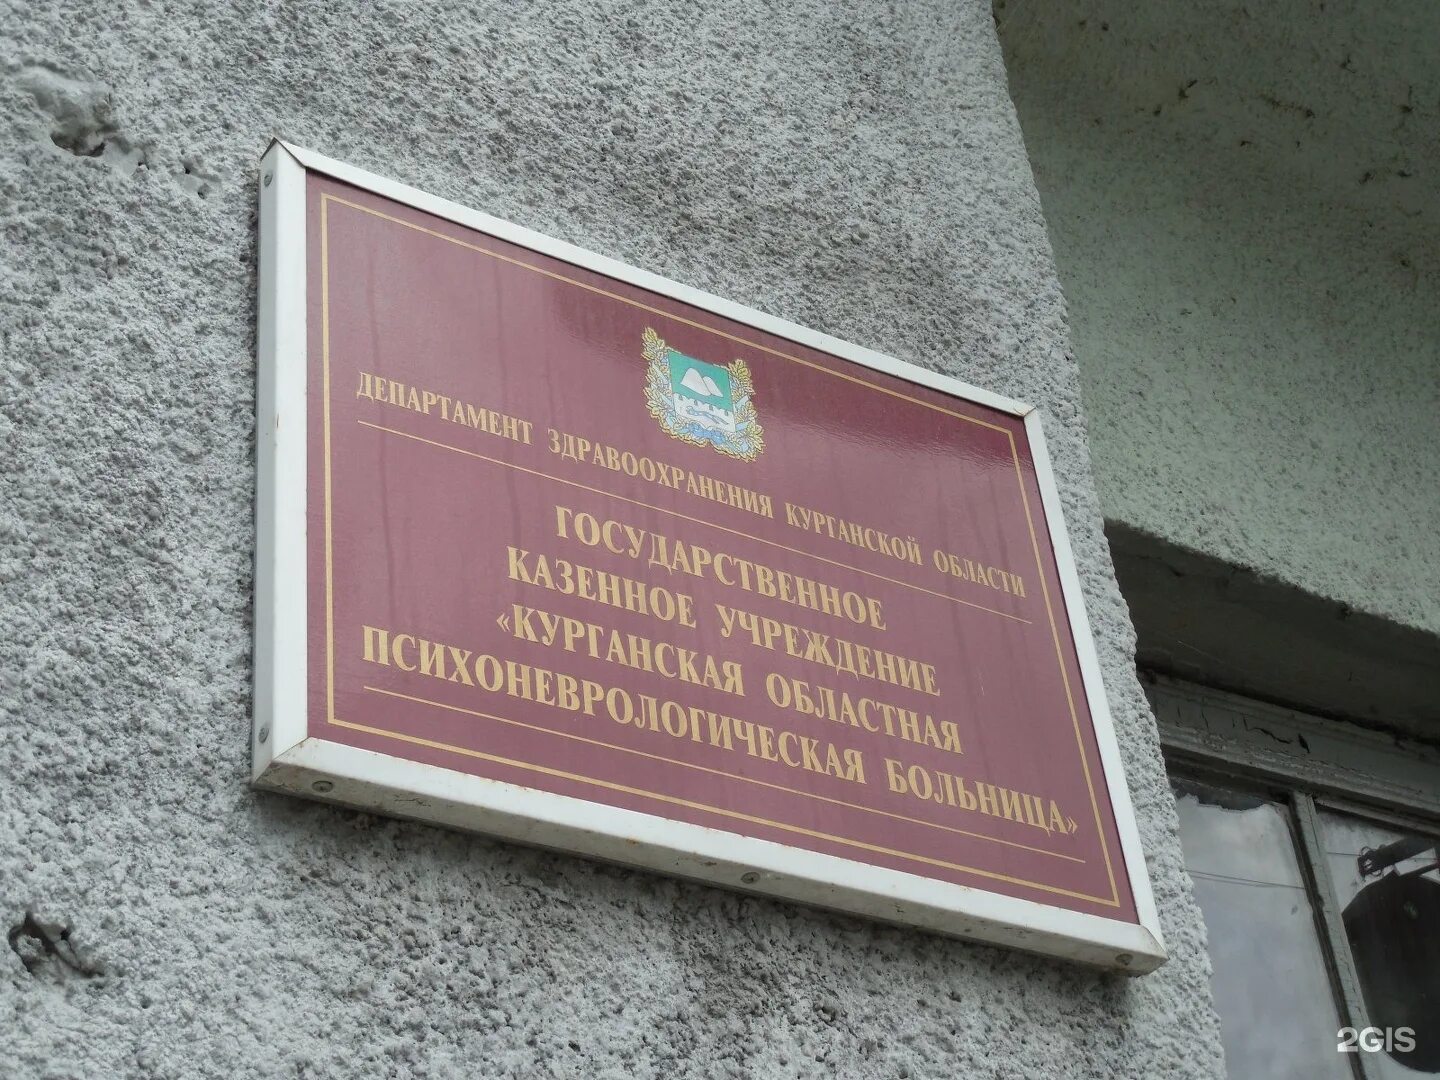 ДЕПАРТАМЕНТ ЗДРАВООХРАНЕНИЯ КУРГАНСКОЙ ОБЛАСТИ
ГОСУДАРСТВЕННОЕ
КАЗЕННОЕ УЧРЕЖДЕНИЕ
«КУРГАНСКАЯ ОБЛАСТНАЯ
ПСИХОНЕВРОЛОГИЧЕСКАЯ БОЛЬНИЦА»
2GIS